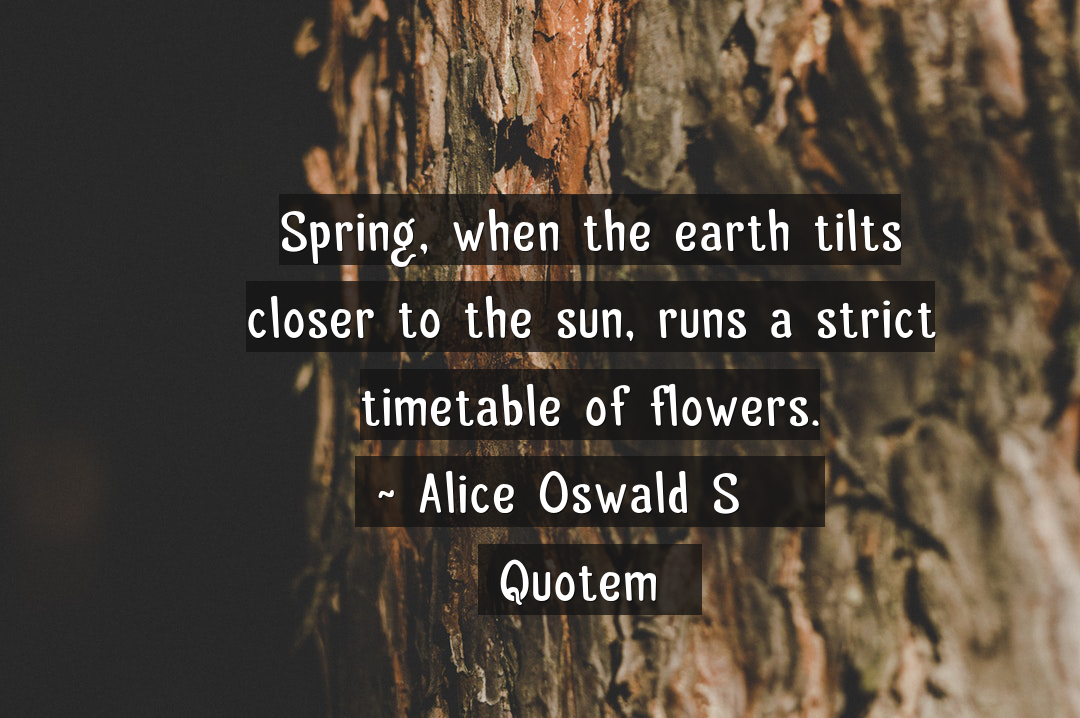 Spring, when the earth tilts
closer to the sun, runs a strict
timetable of flowers.
~ Alice Oswald S
Quotem